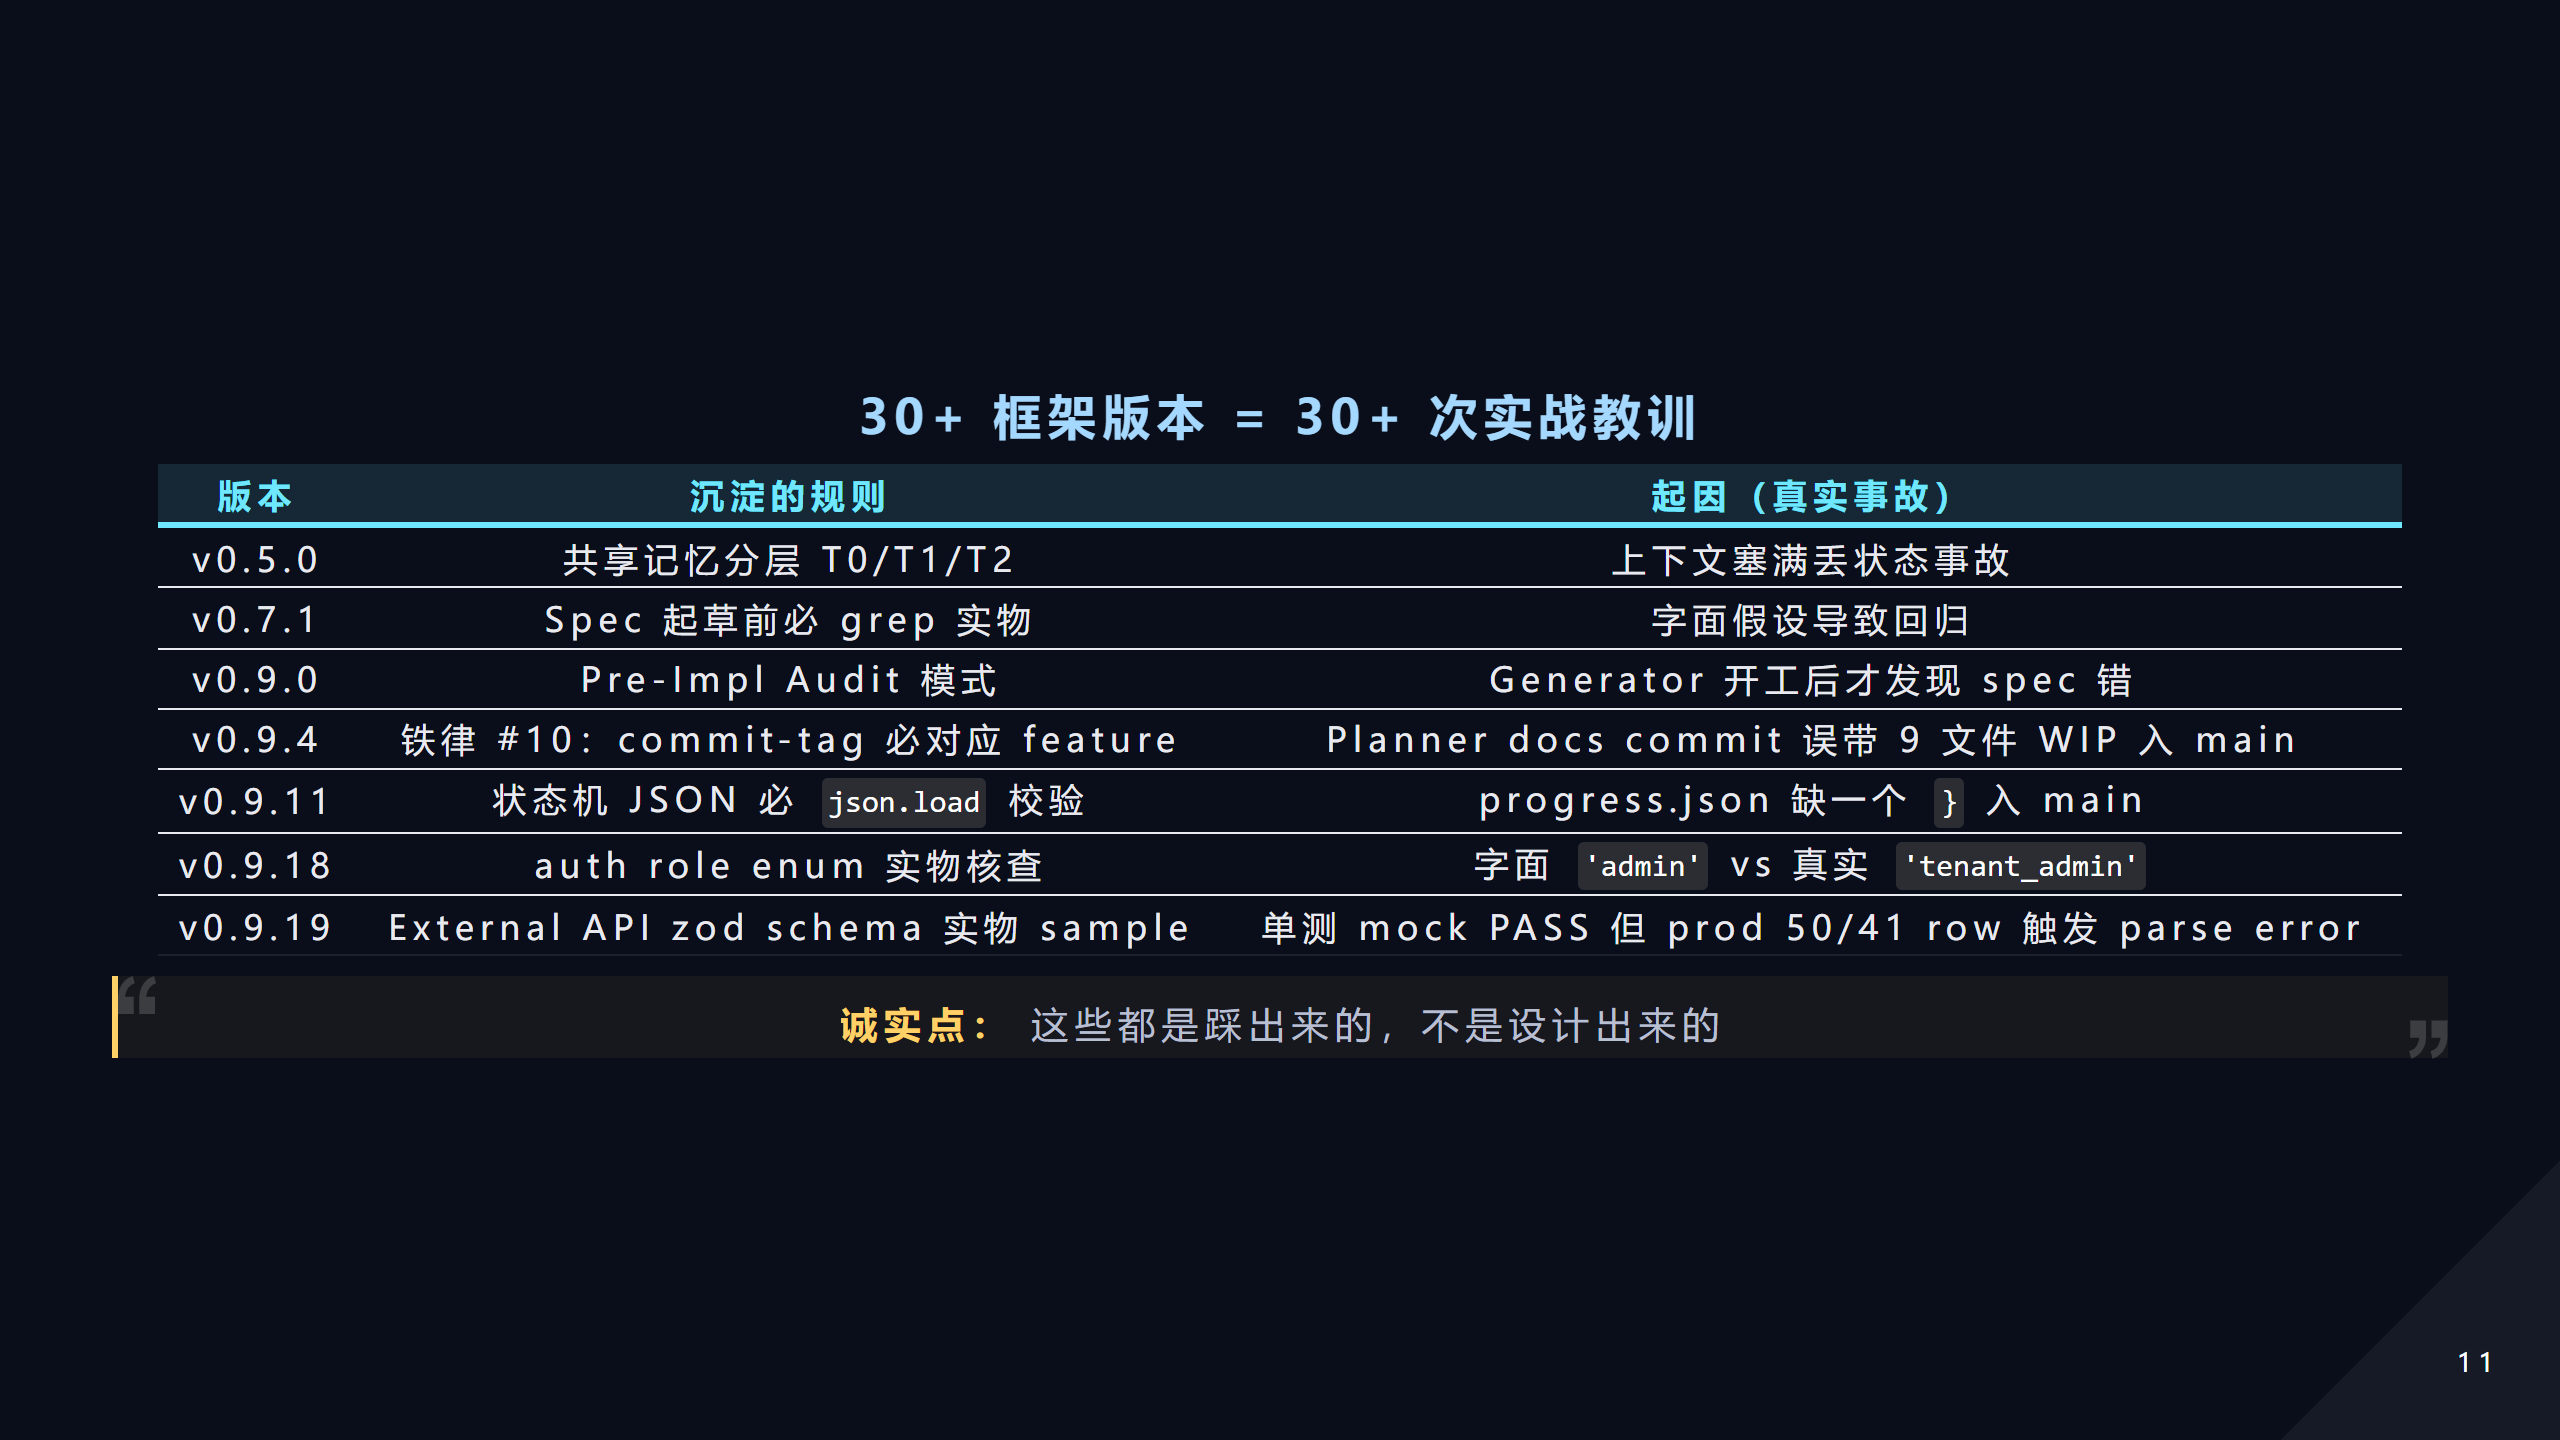 30+ 框架版本 = 30+ 次实战教训
版本 沉淀的规则 起因（真实事故）
v0.5.0 共享记忆分层 T0/T1/T2 上下文塞满丢状态事故
v0.7.1 Spec 起草前必 grep 实物 字面假设导致回归
v0.9.0 Pre-Impl Audit 模式 Generator 开工后才发现 spec 错
v0.9.4 铁律 #10：commit-tag 必对应 feature Planner docs commit 误带 9 文件 WIP 入 main
v0.9.11 状态机 JSON 必 json.load 校验 progress.json 缺一个 } 入 main
v0.9.18 auth role enum 实物核查 字面 'admin' vs 真实 'tenant_admin'
v0.9.19 External API zod schema 实物 sample 单测 mock PASS 但 prod 50/41 row 触发 parse error
“ 诚实点： 这些都是踩出来的，不是设计出来的 ”
11